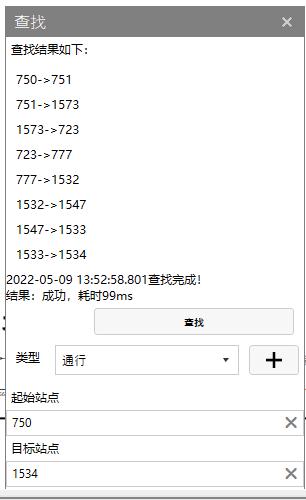 查找
查找结果如下：
750->751
751->1573
1573->723
723->777
777->1532
1532->1547
1547->1533
1533->1534
2022-05-09 13:52:58.801查找完成！
结果：成功，耗时99ms
查找
类型 通行
起始站点
750
目标站点
1534